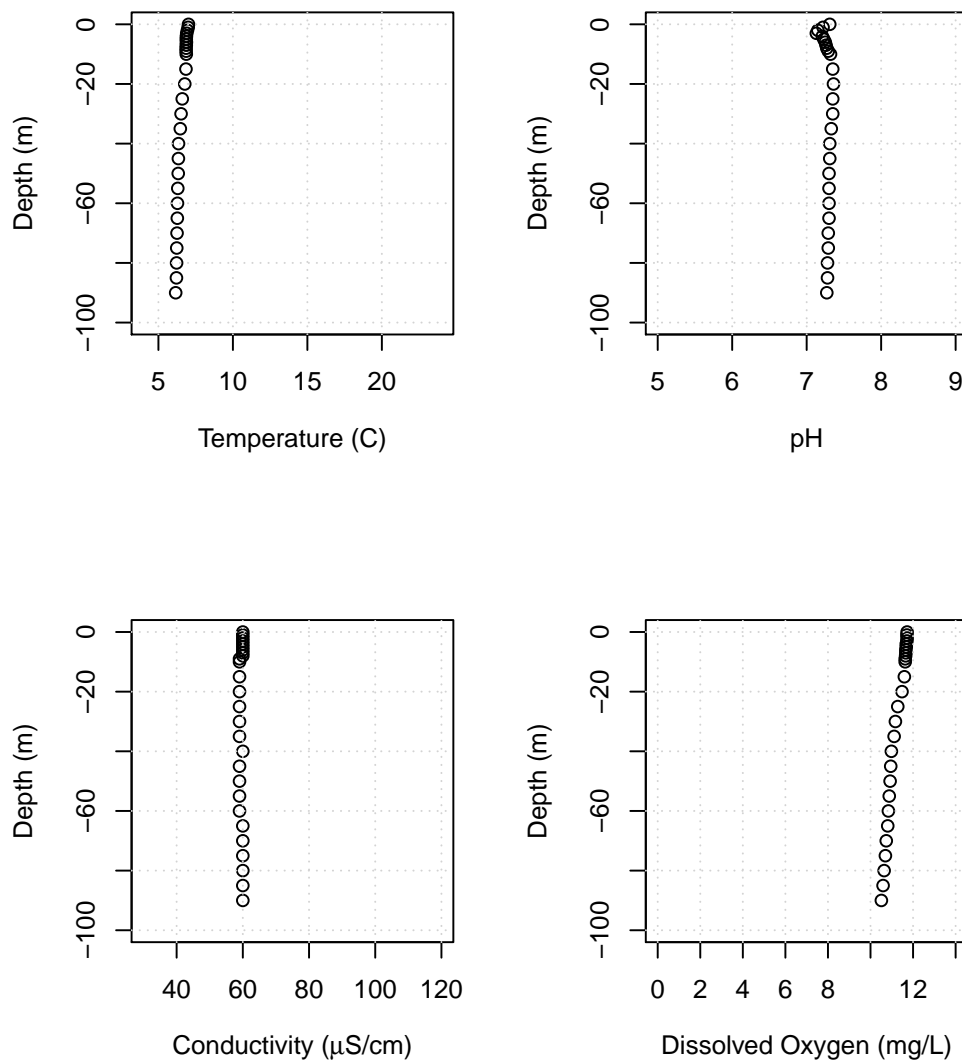 0
−20
−60
−100
Depth (m)
5 10 15 20
Temperature (C)
0
−20
−60
−100
Depth (m)
5 6 7 8 9
pH
0
−20
−60
−100
Depth (m)
40 60 80 100 120
Conductivity (μS/cm)
0
−20
−60
−100
Depth (m)
0 2 4 6 8 12
Dissolved Oxygen (mg/L)